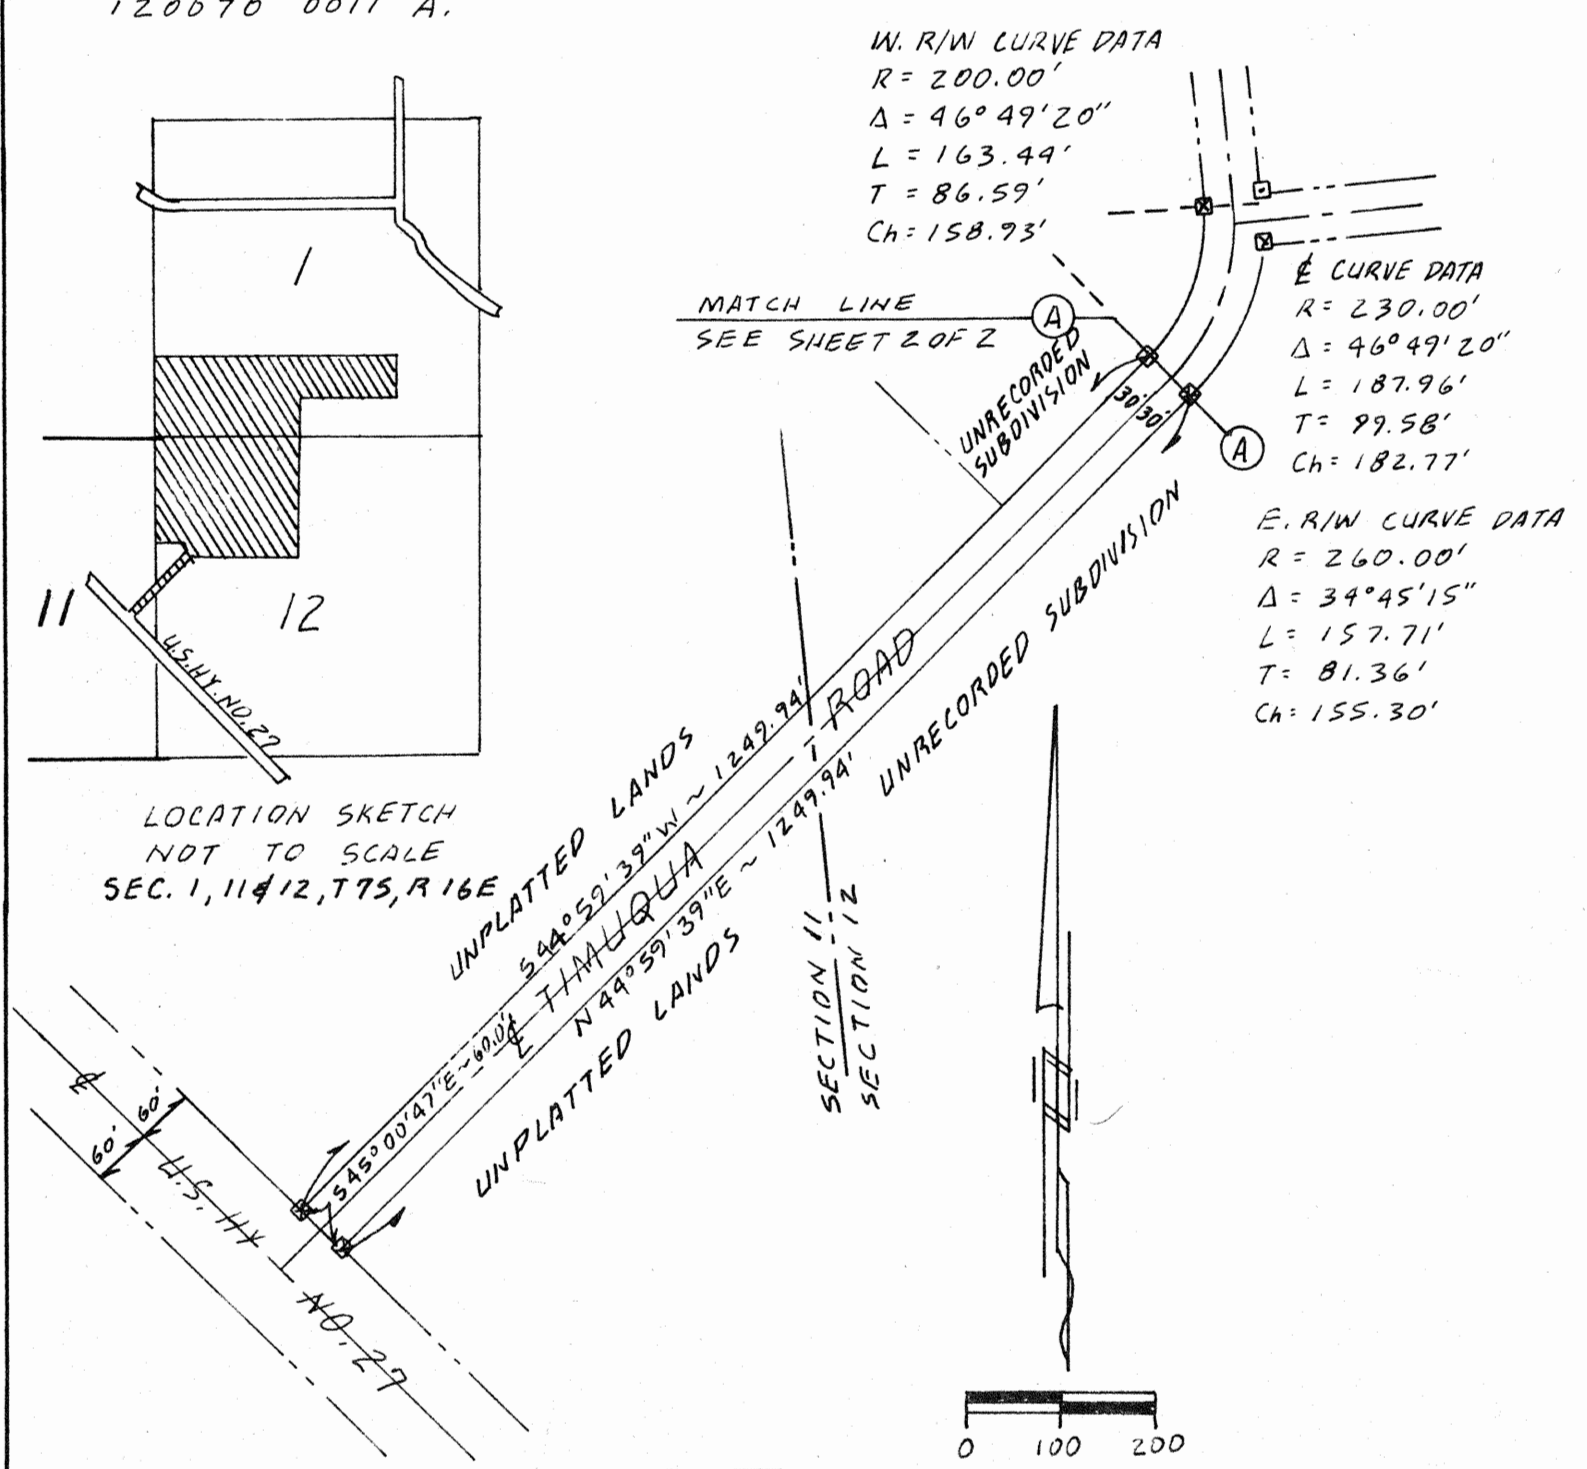 120070 0011 A.
W. R/W CURVE DATA
R = 200.00'
Δ = 46°49'20"
L = 163.44'
T = 86.59'
Ch = 158.93'
℄ CURVE DATA
R = 230.00'
Δ = 46°49'20"
L = 187.96'
T = 99.58'
Ch = 182.77'
E. R/W CURVE DATA
R = 260.00'
Δ = 34°45'15"
L = 157.71'
T = 81.36'
Ch = 155.30'
MATCH LINE
SEE SHEET 2 OF 2
A
A
UNRECORDED
SUBDIVISION
30' 30'
1
11
12
U.S. HY. NO. 27
LOCATION SKETCH
NOT TO SCALE
SEC. 1, 11 & 12, T7S, R16E
UNPLATTED LANDS
S44°59'39"W ~ 1249.94'
℄ TIMUQUA ROAD
N44°59'39"E ~ 1249.94'
UNPLATTED LANDS
UNRECORDED SUBDIVISION
SECTION 11
SECTION 12
S45°00'47"E ~ 60.0'
℄
60' 60'
U.S. HY NO. 27
0 100 200